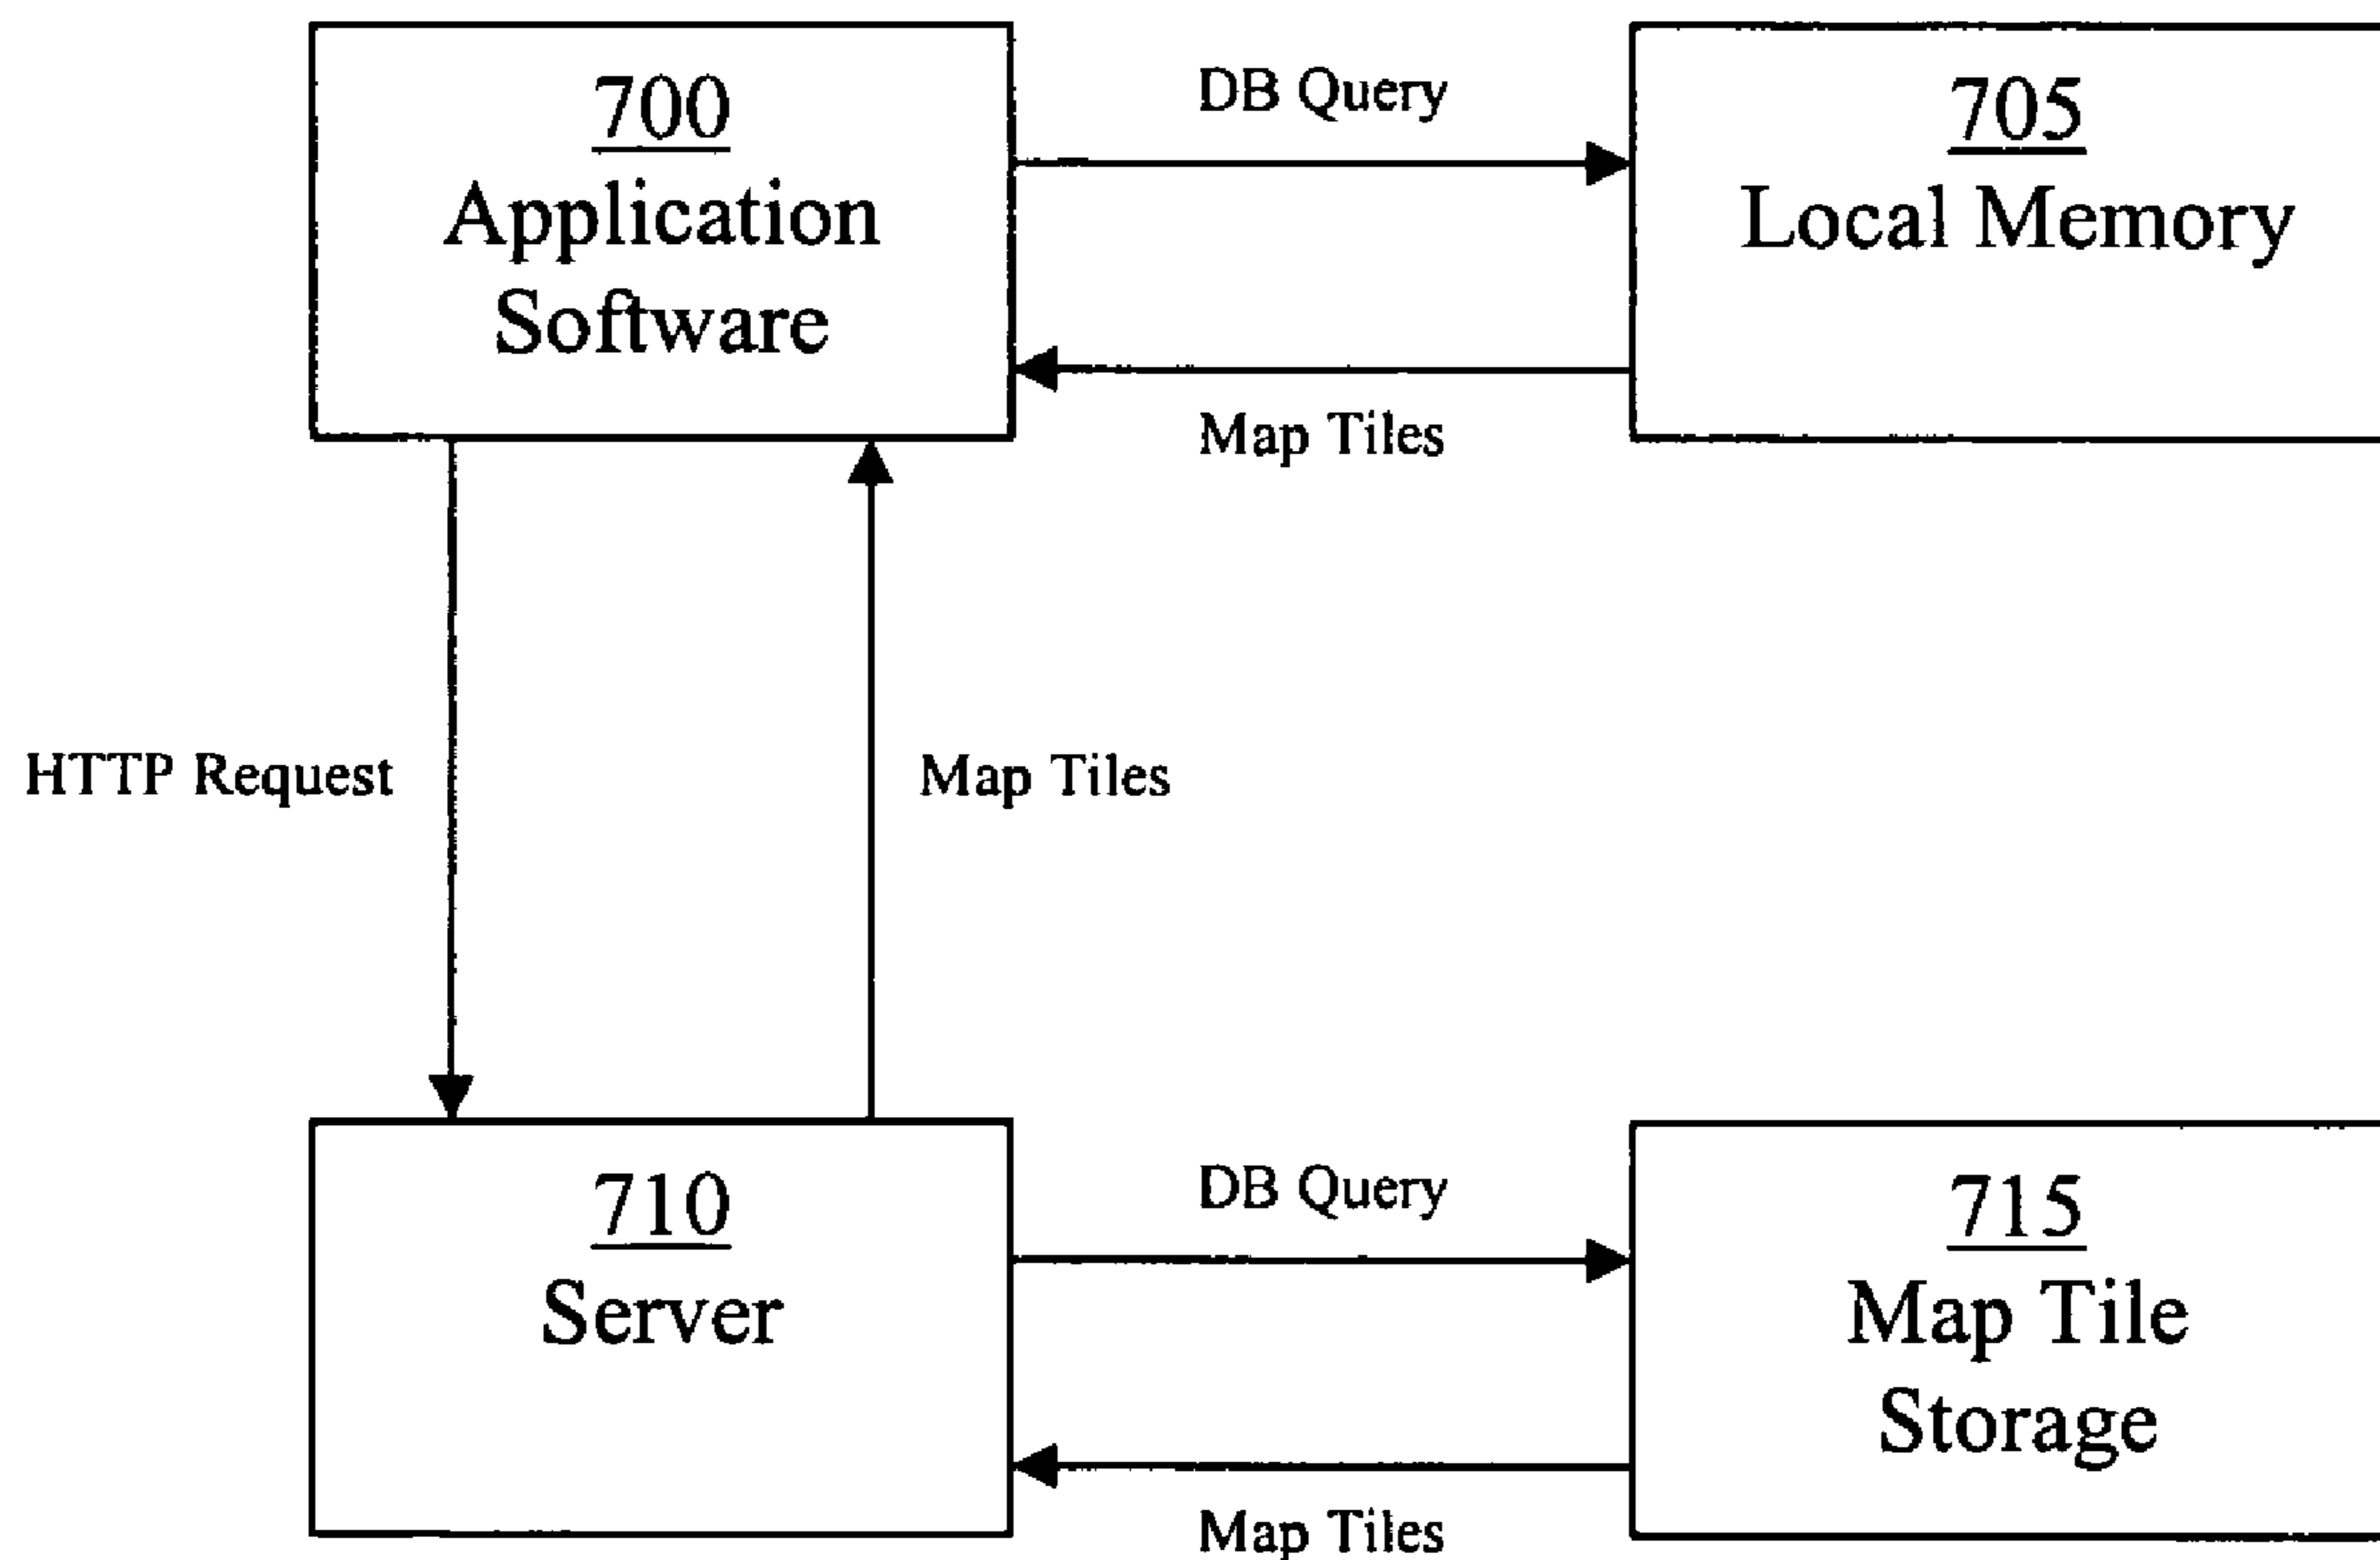 700
Application
Software
DB Query
705
Local Memory
Map Tiles
HTTP Request
Map Tiles
710
Server
DB Query
715
Map Tile
Storage
Map Tiles